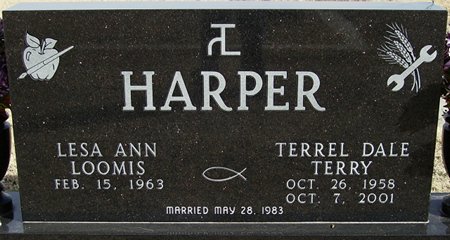 HARPER
LESA ANN
LOOMIS
FEB. 15, 1963
TERREL DALE
TERRY
OCT. 26, 1958
OCT. 7, 2001
MARRIED MAY 28, 1983